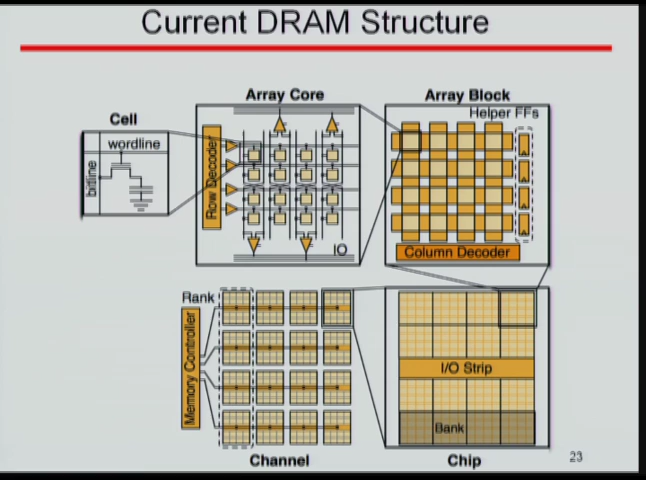 Current DRAM Structure
Cell
wordline
bitline
Array Core
Row Decoder
IO
Array Block
Helper FFs
Column Decoder
Rank
Memory Controller
Channel
I/O Strip
Bank
Chip
23